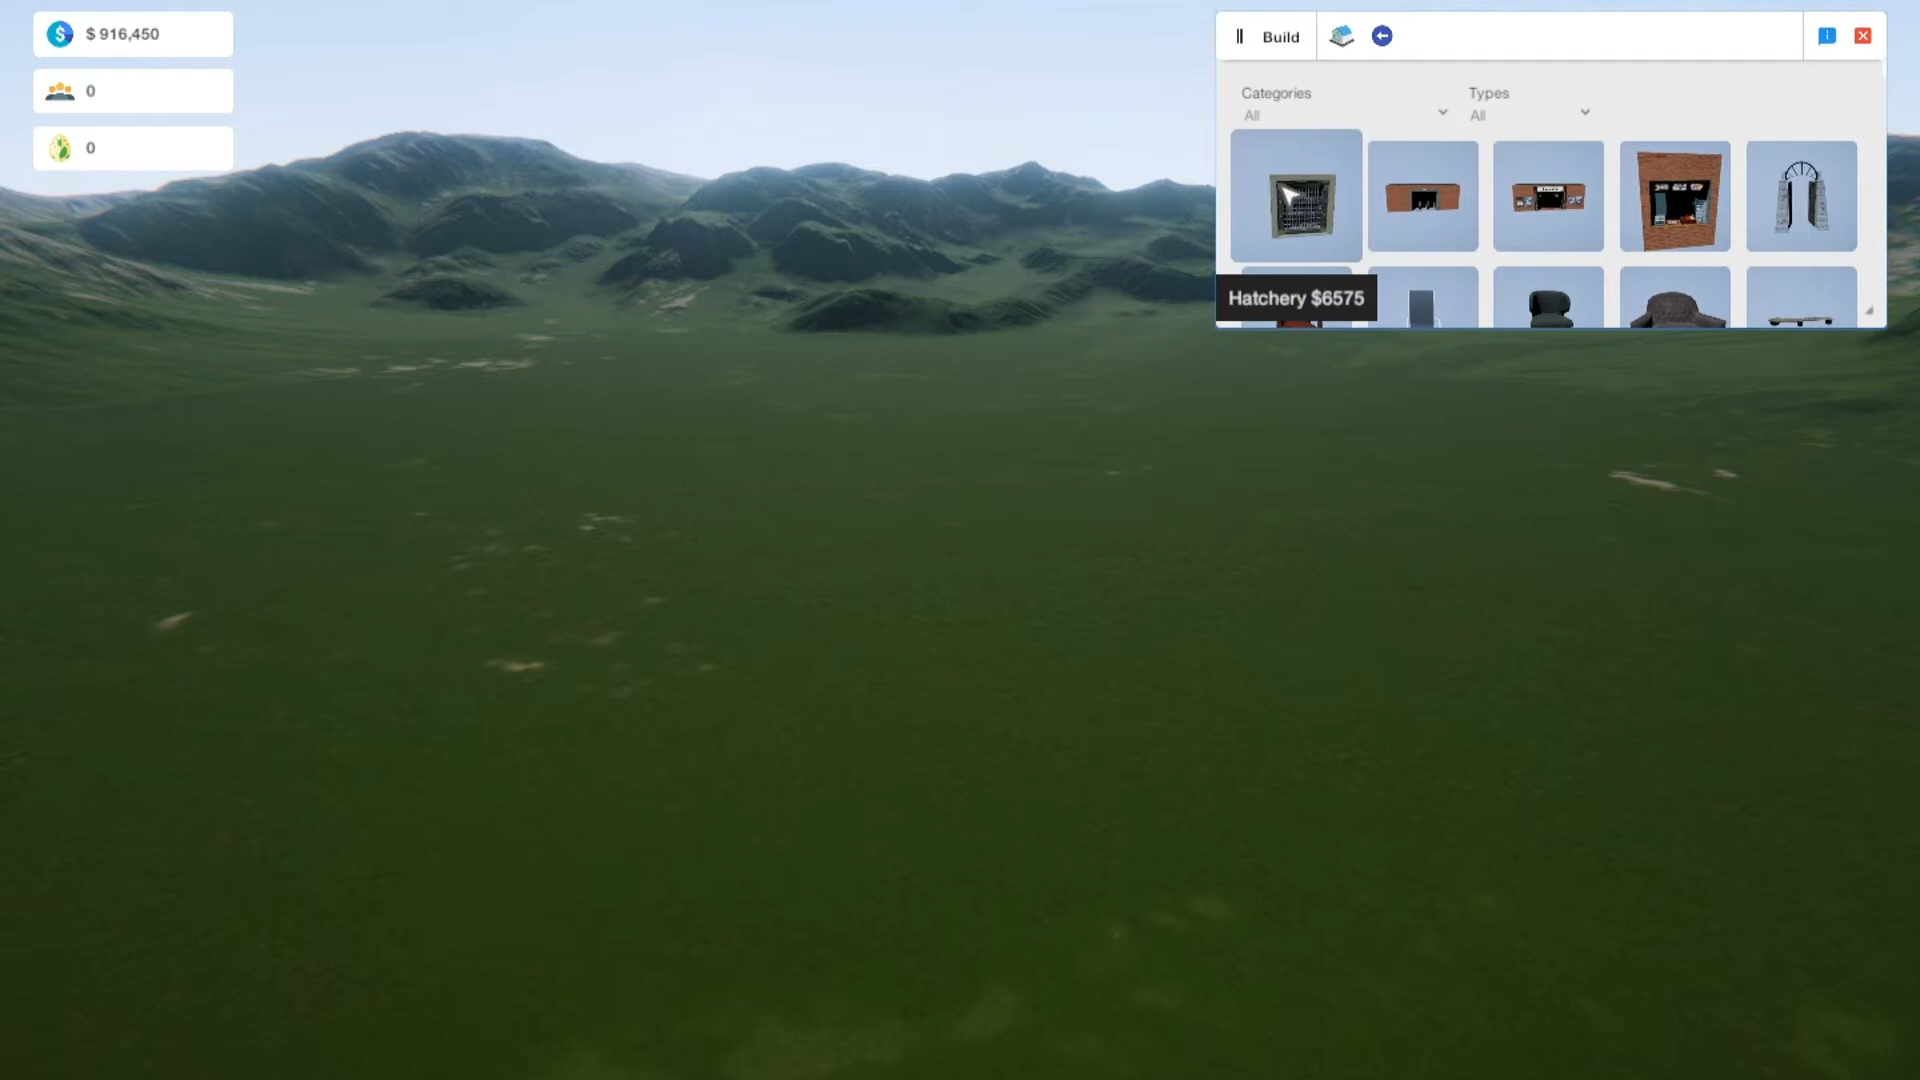 $ 916,450
0
0
Build
Categories
All
Types
All
Hatchery $6575